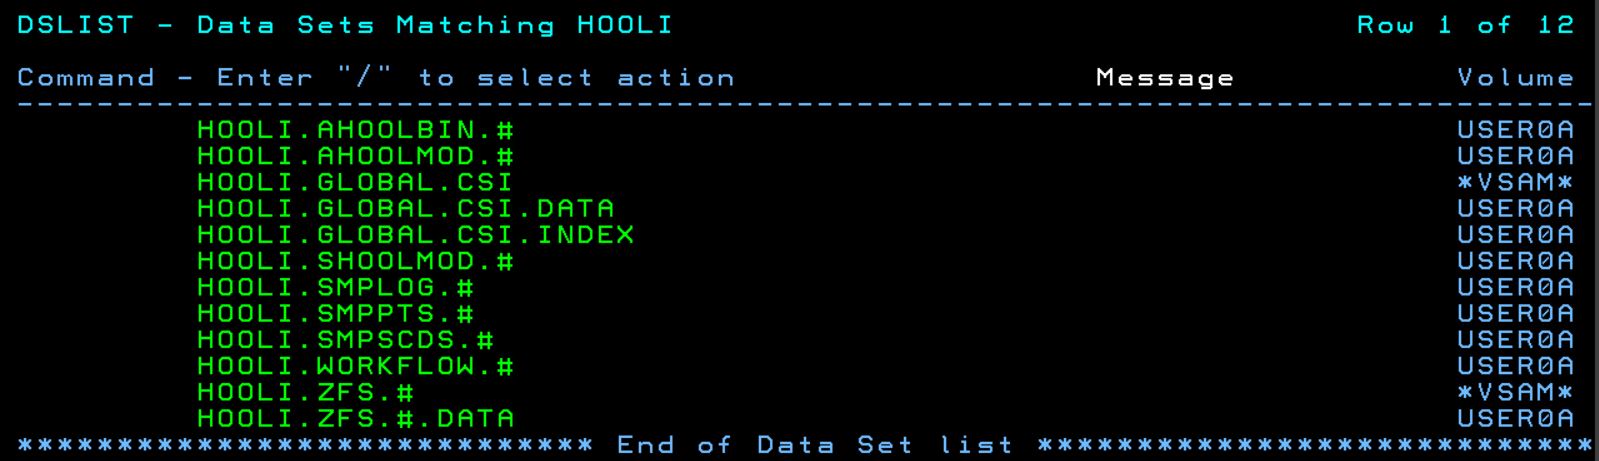 DSLIST - Data Sets Matching HOOLI Row 1 of 12
Command - Enter "/" to select action Message Volume
-------------------------------------------------------------------------------
HOOLI.AHOOLBIN.# USER0A
HOOLI.AHOOLMOD.# USER0A
HOOLI.GLOBAL.CSI *VSAM*
HOOLI.GLOBAL.CSI.DATA USER0A
HOOLI.GLOBAL.CSI.INDEX USER0A
HOOLI.SHOOLMOD.# USER0A
HOOLI.SMPLOG.# USER0A
HOOLI.SMPPTS.# USER0A
HOOLI.SMPSCDS.# USER0A
HOOLI.WORKFLOW.# USER0A
HOOLI.ZFS.# *VSAM*
HOOLI.ZFS.#.DATA USER0A
***************************** End of Data Set list ****************************